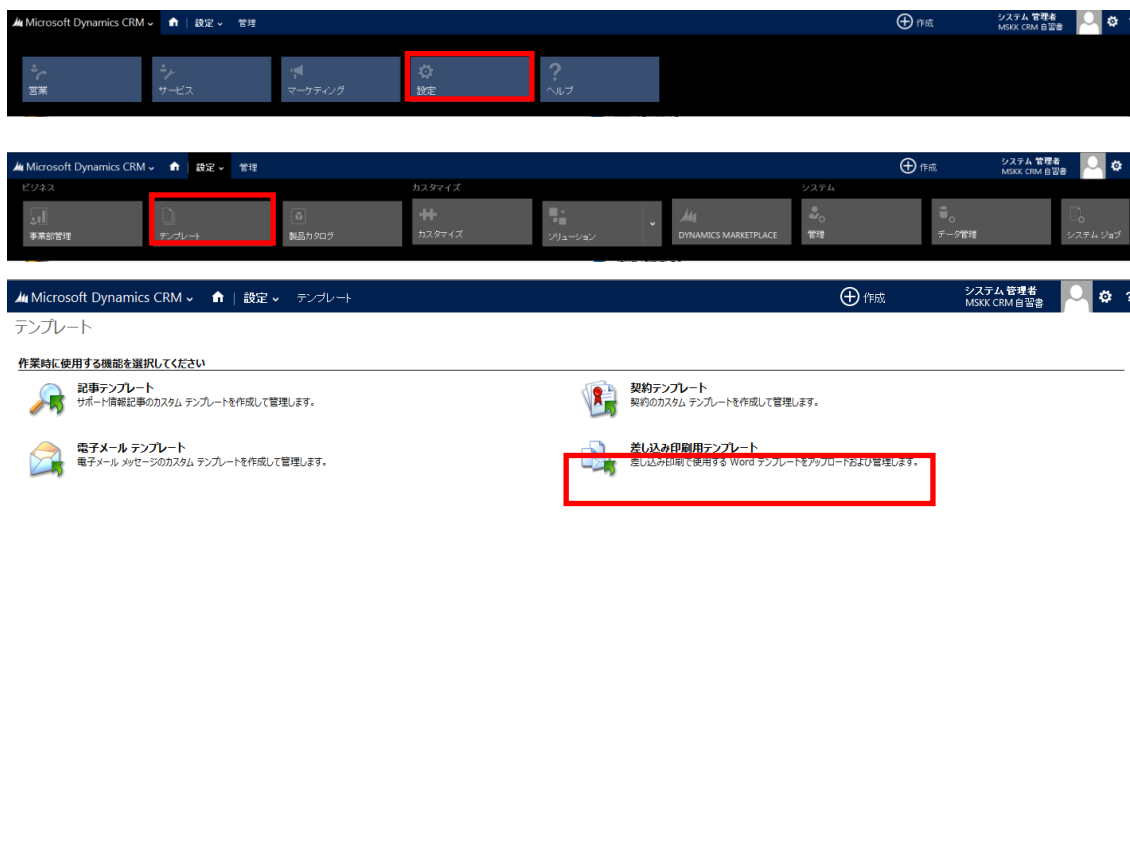 Microsoft Dynamics CRM 設定 管理 作成 システム 管理者
MSKK CRM 自習書
営業 サービス マーケティング 設定 ヘルプ
Microsoft Dynamics CRM 設定 管理 作成 システム 管理者
MSKK CRM 自習書
ビジネス カスタマイズ システム
事業部管理 テンプレート 製品カタログ カスタマイズ ソリューション DYNAMICS MARKETPLACE 管理 データ管理 システム ジョブ
Microsoft Dynamics CRM 設定 テンプレート 作成 システム 管理者
MSKK CRM 自習書
テンプレート
作業時に使用する機能を選択してください
記事テンプレート
サポート情報記事のカスタム テンプレートを作成して管理します。
契約テンプレート
契約のカスタム テンプレートを作成して管理します。
電子メール テンプレート
電子メール メッセージのカスタム テンプレートを作成して管理します。
差し込み印刷用テンプレート
差し込み印刷で使用する Word テンプレートをアップロードおよび管理します。